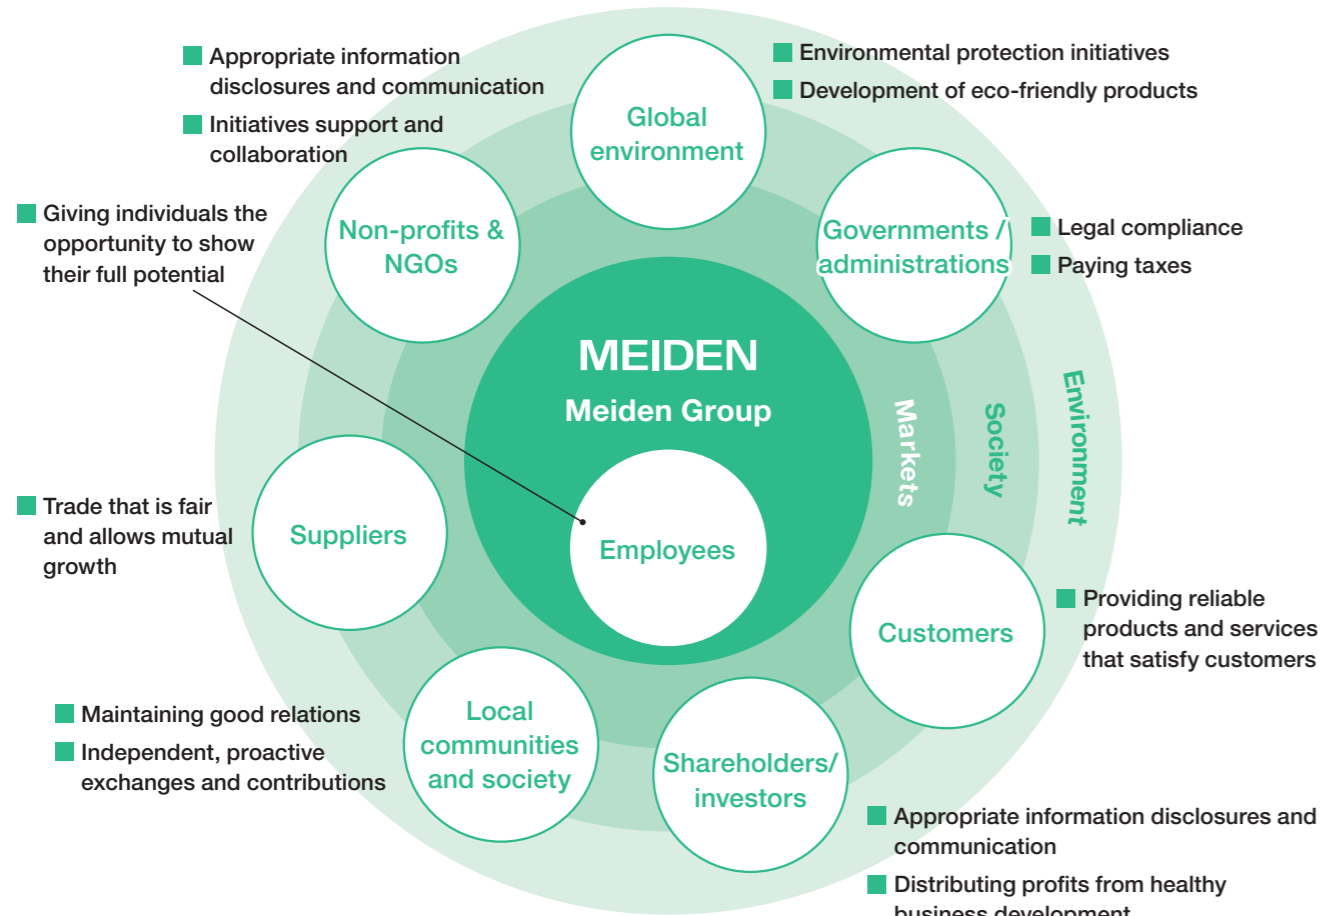 Appropriate information
disclosures and communication
Initiatives support and
collaboration
Environmental protection initiatives
Development of eco-friendly products
Global
environment
Giving individuals the
opportunity to show
their full potential
Non-profits &
NGOs
Governments /
administrations
Legal compliance
Paying taxes
MEIDEN
Meiden Group
Markets
Society
Environment
Trade that is fair
and allows mutual
growth
Suppliers
Employees
Customers
Providing reliable
products and services
that satisfy customers
Maintaining good relations
Independent, proactive
exchanges and contributions
Local
communities
and society
Shareholders/
investors
Appropriate information disclosures and
communication
Distributing profits from healthy
business development